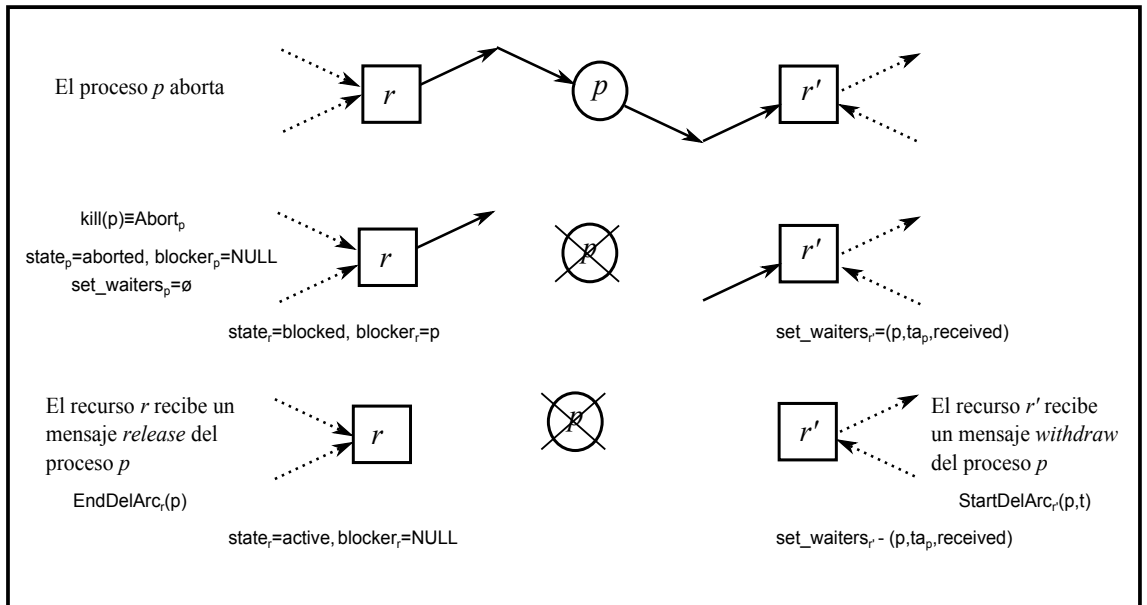 El proceso p aborta
r
p
r'
kill(p)≡Abortₚ
stateₚ=aborted, blockerₚ=NULL
set_waitersₚ=ø
r
p
r'
stateᵣ=blocked, blockerᵣ=p
set_waitersᵣ'=(p,taₚ,received)
El recurso r recibe un
mensaje release del
proceso p
EndDelArcᵣ(p)
r
p
r'
El recurso r' recibe
un mensaje withdraw
del proceso p
StartDelArcᵣ'(p,t)
stateᵣ=active, blockerᵣ=NULL
set_waitersᵣ' - (p,taₚ,received)